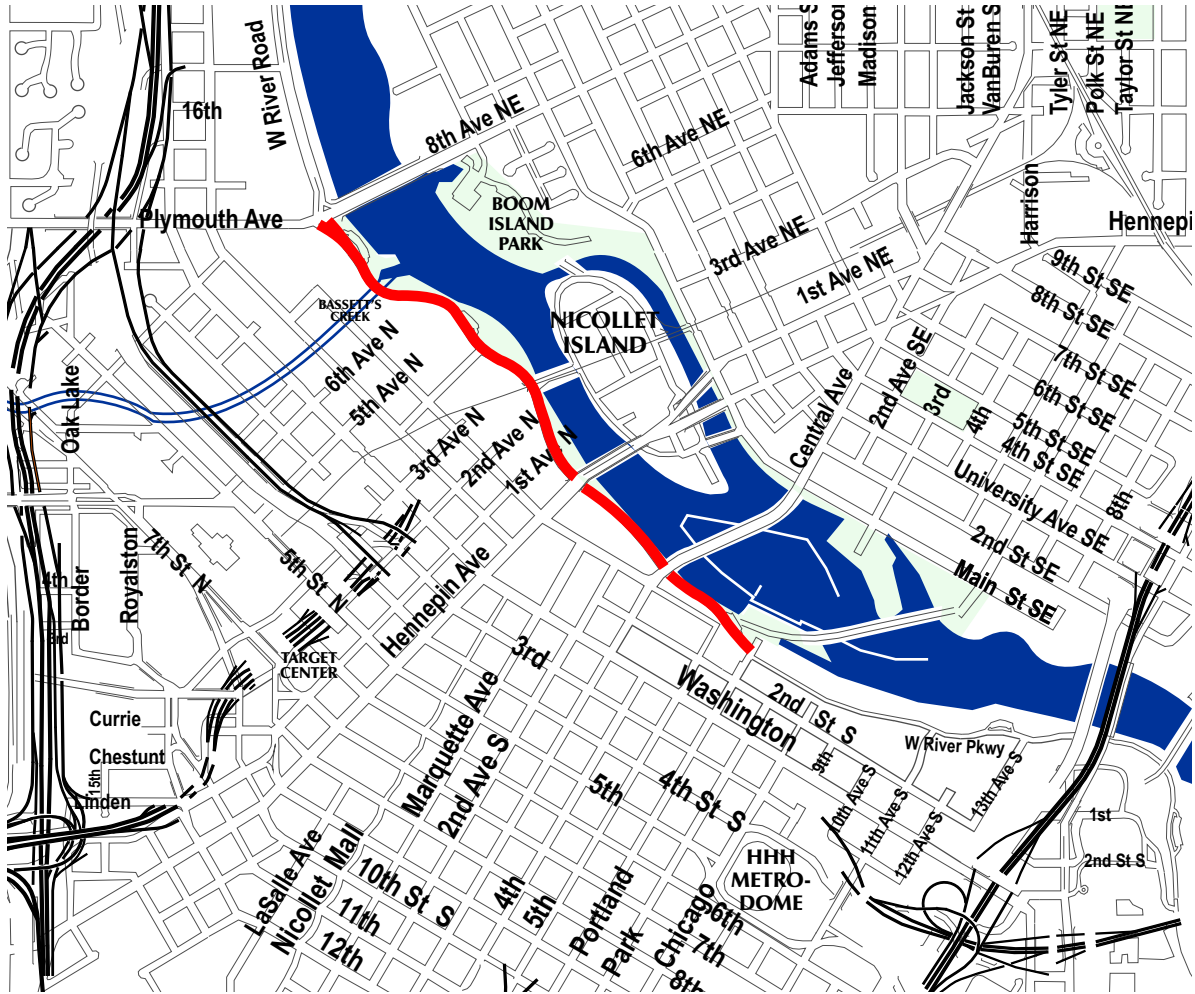 Adams S
Jefferson
Madison
Jackson St
VanBuren S
Tyler St NE
Polk St NE
Taylor St NE
W River Road
16th
8th Ave NE
6th Ave NE
Plymouth Ave
BOOM
ISLAND
PARK
3rd Ave NE
1st Ave NE
Harrison
Hennepi
9th St SE
8th St SE
7th St SE
6th St SE
5th St SE
4th St SE
BASSETT'S
CREEK
NICOLLET
ISLAND
6th Ave N
5th Ave N
3rd Ave N
2nd Ave N
1st Ave N
Oak Lake
Central Ave
2nd Ave SE
3rd
4th
University Ave SE
8th
2nd St SE
Main St SE
7th St N
5th St N
Hennepin Ave
Royalston
Border
4th
3rd
TARGET
CENTER
3rd
Washington
2nd St S
W River Pkwy
Currie
Chestunt
15th
Linden
Marquette Ave
2nd Ave S
5th
4th St S
9th
10th Ave S
11th Ave S
12th Ave S
13th Ave S
1st
2nd St S
HHH
METRO-
DOME
LaSalle Ave
Nicollet Mall
10th St S
11th
12th
4th
5th
Portland
Park
Chicago
6th
7th
8th